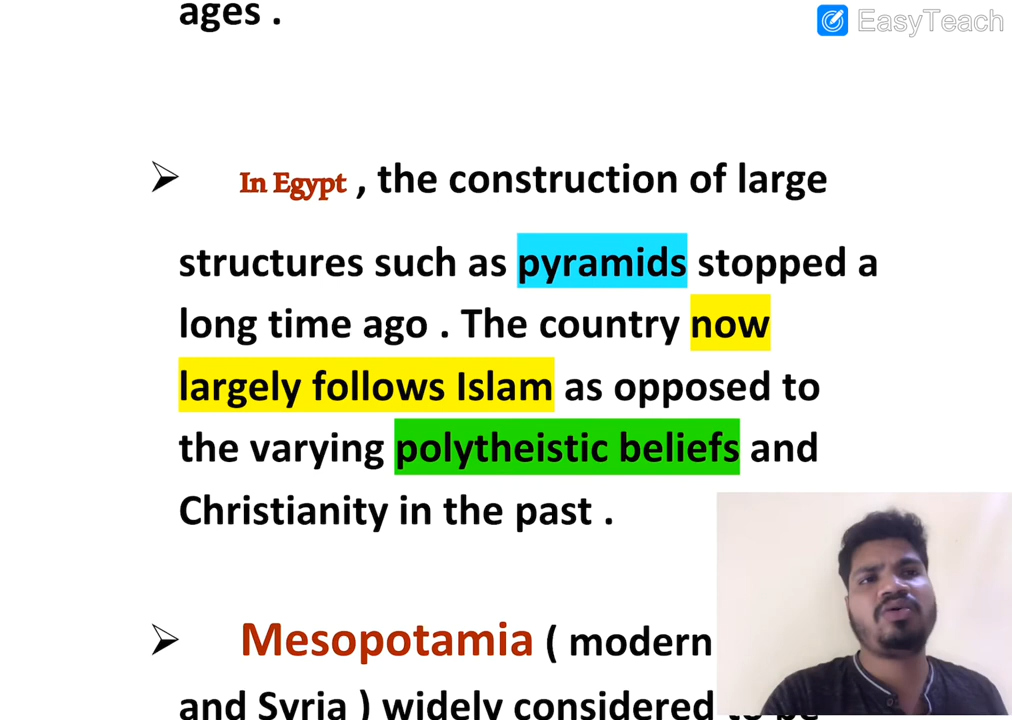 ages .
EasyTeach
➢ In Egypt , the construction of large
structures such as pyramids stopped a
long time ago . The country now
largely follows Islam as opposed to
the varying polytheistic beliefs and
Christianity in the past .
➢ Mesopotamia ( modern
and Syria ) widely considered to be